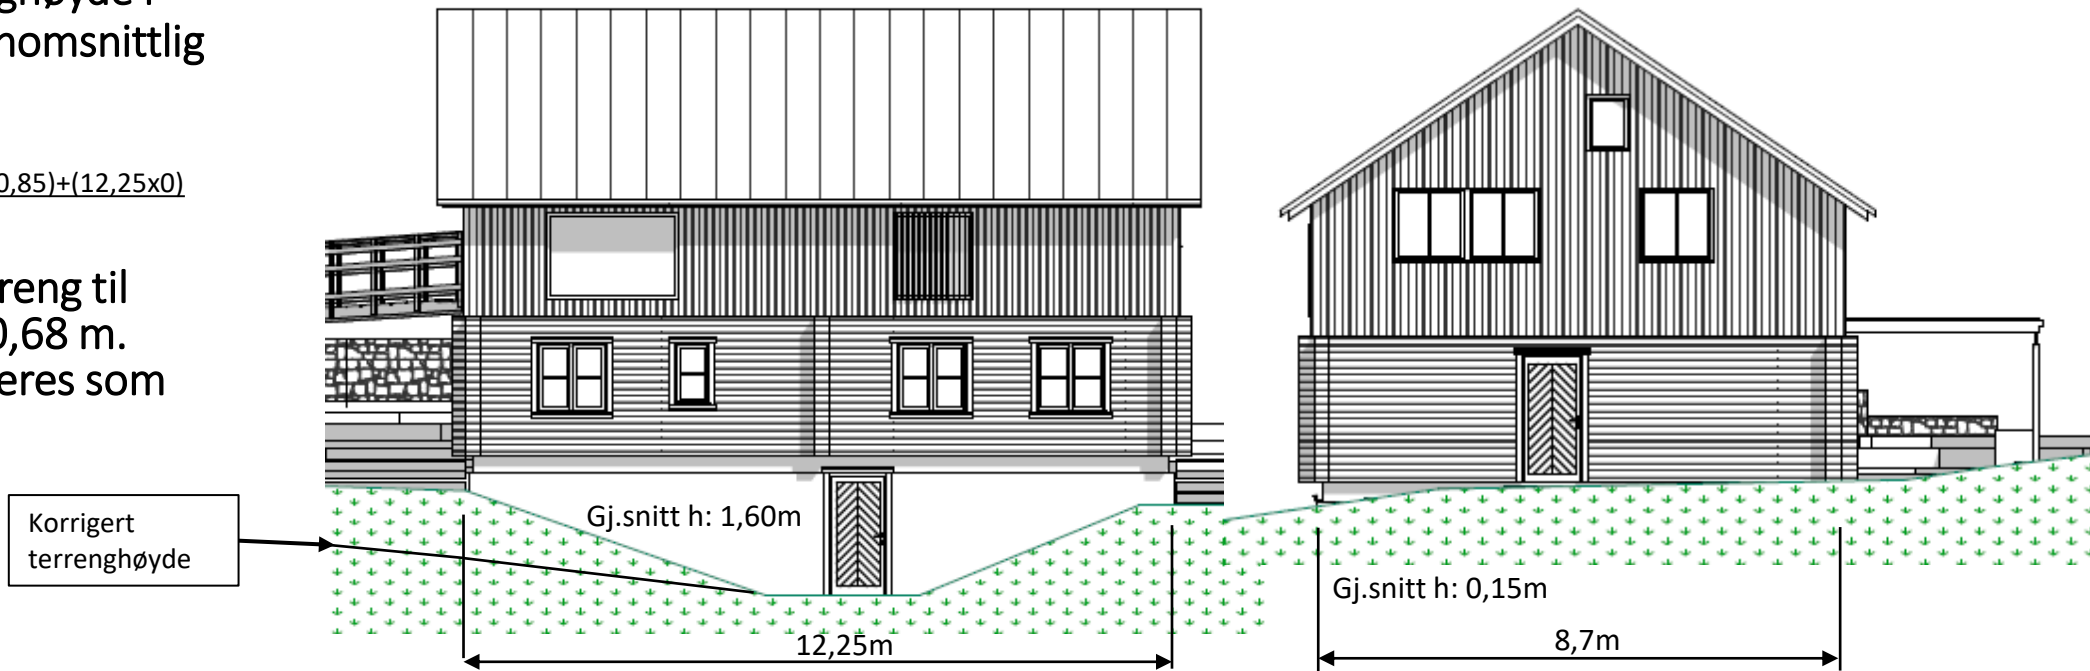 nomsnittlig
0,85)+(12,25x0)
reng til
0,68 m.
eres som
Korrigert
terrenghøyde
Gj.snitt h: 1,60m
12,25m
Gj.snitt h: 0,15m
8,7m